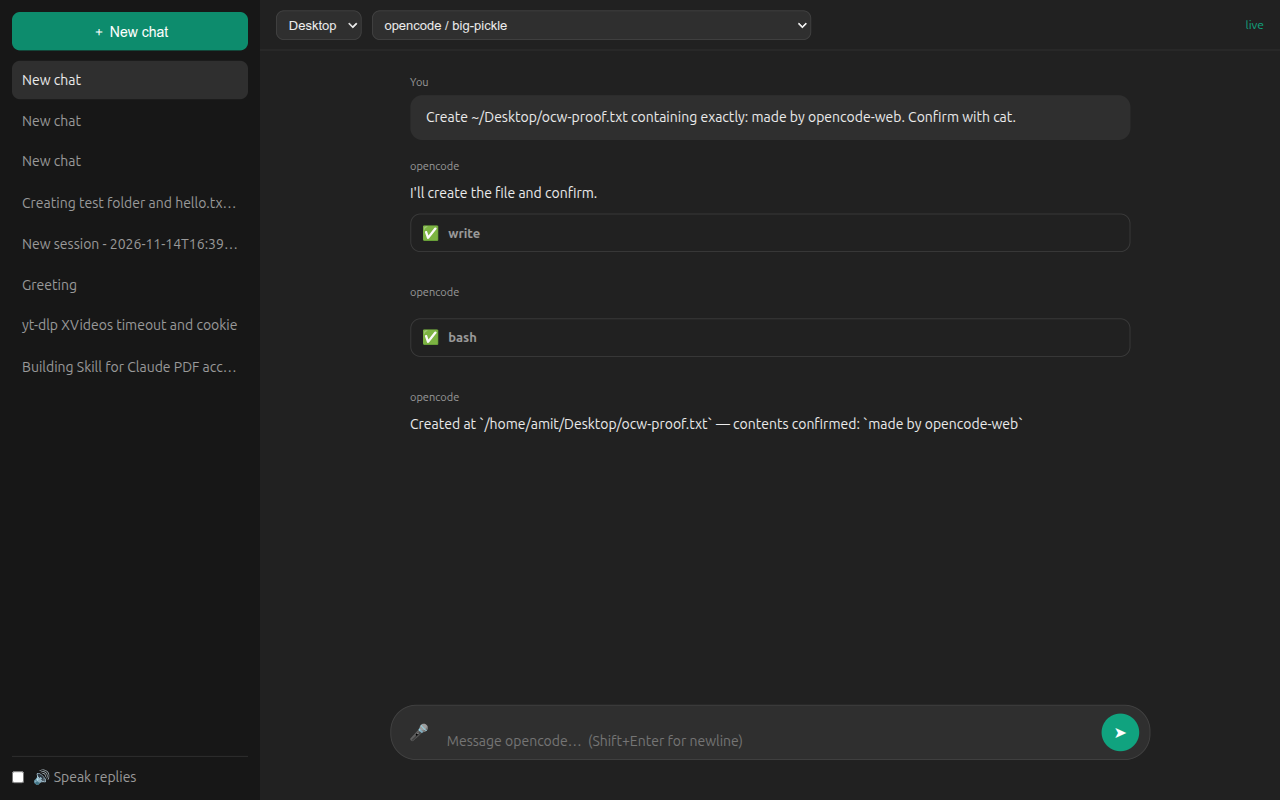 + New chat
New chat
New chat
New chat
Creating test folder and hello.tx…
New session - 2026-11-14T16:39…
Greeting
yt-dlp XVideos timeout and cookie
Building Skill for Claude PDF acc…
Speak replies
Desktop
opencode / big-pickle
live
You
Create ~/Desktop/ocw-proof.txt containing exactly: made by opencode-web. Confirm with cat.
opencode
I'll create the file and confirm.
write
opencode
bash
opencode
Created at `/home/amit/Desktop/ocw-proof.txt` — contents confirmed: `made by opencode-web`
Message opencode… (Shift+Enter for newline)